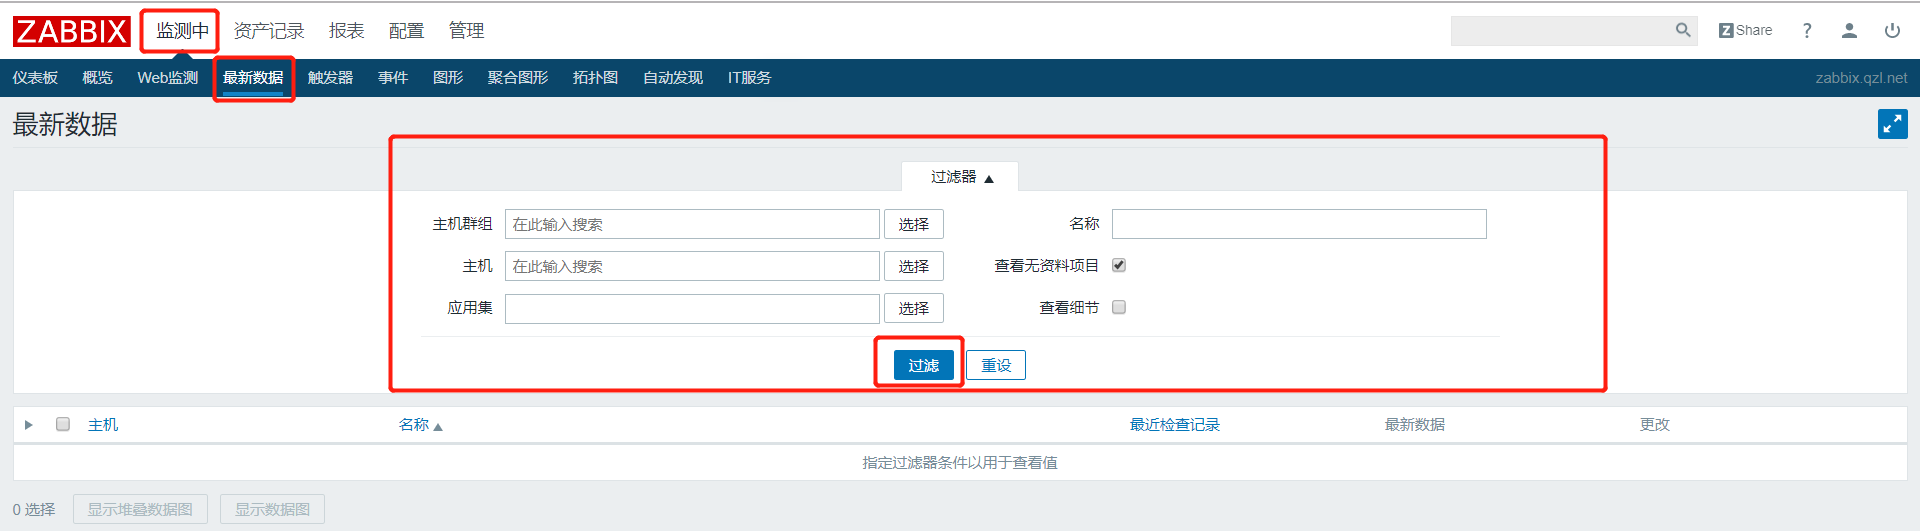 ZABBIX 监测中 资产记录 报表 配置 管理 Z Share ?
仪表板 概览 Web监测 最新数据 触发器 事件 图形 聚合图形 拓扑图 自动发现 IT服务 zabbix.qzl.net
最新数据
过滤器 ▲
主机群组 在此输入搜索 选择 名称
主机 在此输入搜索 选择 查看无资料项目
应用集 选择 查看细节
过滤 重设
主机 名称 ▲ 最近检查记录 最新数据 更改
指定过滤器条件以用于查看值
0 选择 显示堆叠数据图 显示数据图